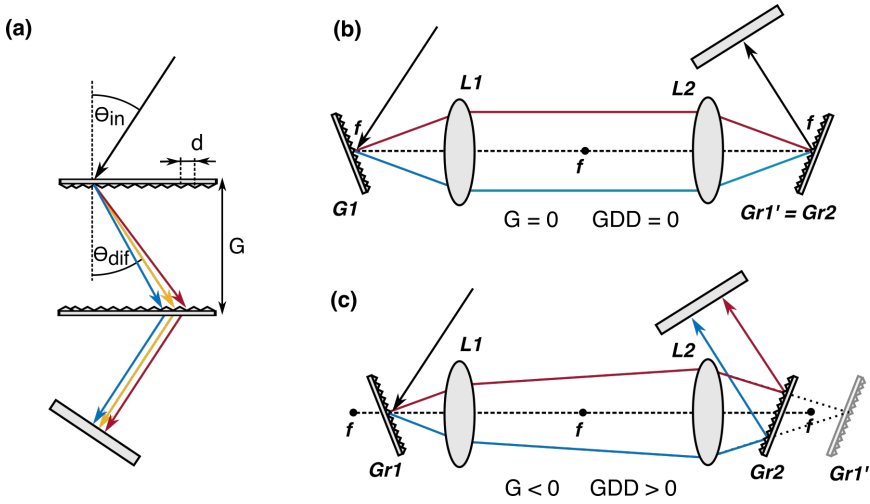 (a)
Θin
d
G
Θdif
(b)
L1
L2
f
f
f
G1
G = 0 GDD = 0
Gr1' = Gr2
(c)
L1
L2
f
f
f
Gr1
G < 0 GDD > 0
Gr2
Gr1'